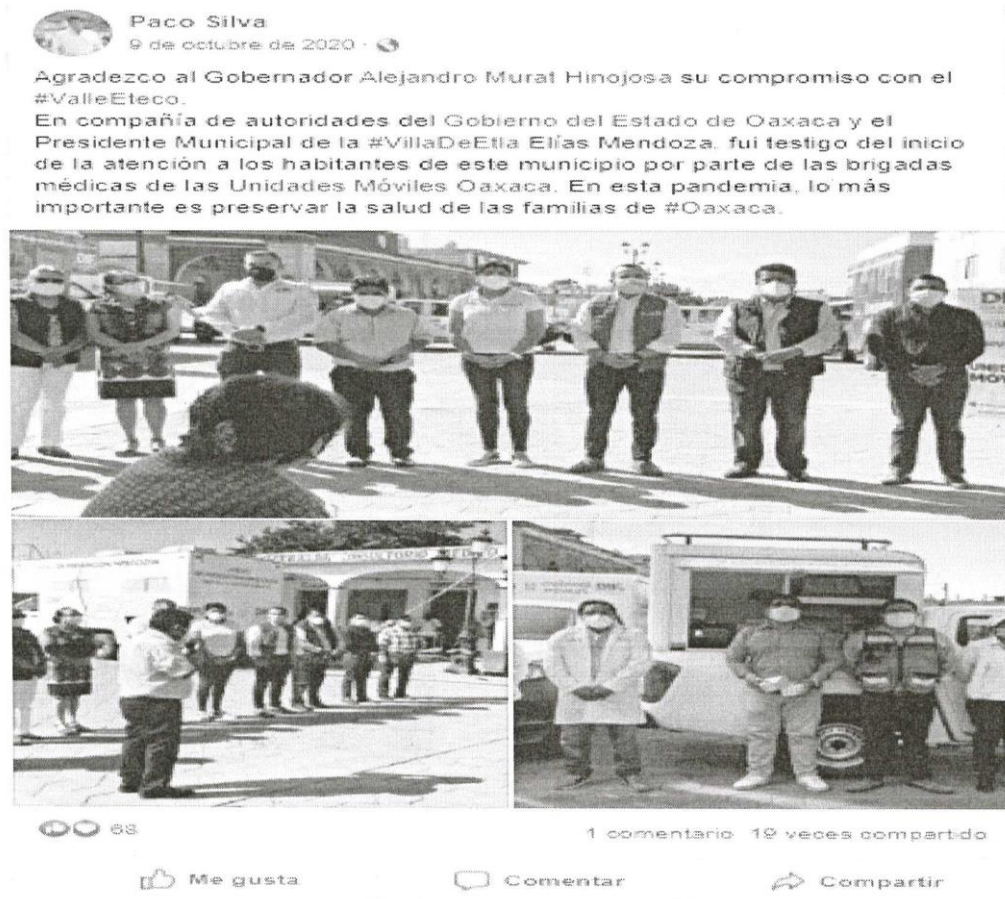 Paco Silva
9 de octubre de 2020 ·
Agradezco al Gobernador Alejandro Murat Hinojosa su compromiso con el
#ValleEteco.
En compañía de autoridades del Gobierno del Estado de Oaxaca y el
Presidente Municipal de la #VillaDeEtla Elías Mendoza, fui testigo del inicio
de la atención a los habitantes de este municipio por parte de las brigadas
médicas de las Unidades Móviles Oaxaca. En esta pandemia, lo más
importante es preservar la salud de las familias de #Oaxaca.
CONSULTORIO MÉDICO
68
1 comentario 19 veces compartido
Me gusta
Comentar
Compartir